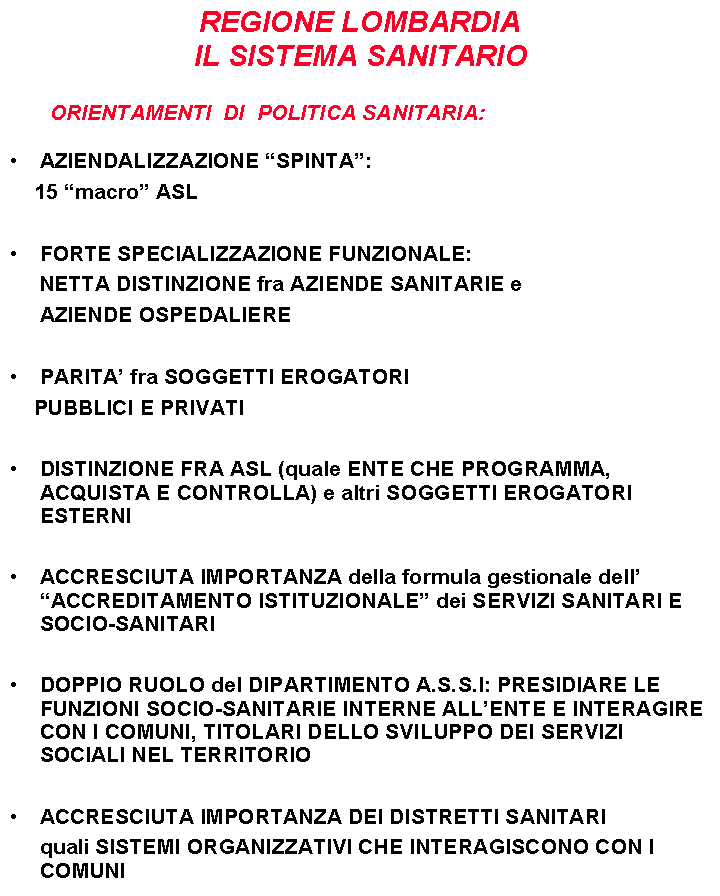 REGIONE LOMBARDIA
IL SISTEMA SANITARIO
ORIENTAMENTI DI POLITICA SANITARIA:
• AZIENDALIZZAZIONE “SPINTA”:
15 “macro” ASL
• FORTE SPECIALIZZAZIONE FUNZIONALE:
NETTA DISTINZIONE fra AZIENDE SANITARIE e
AZIENDE OSPEDALIERE
• PARITA’ fra SOGGETTI EROGATORI
PUBBLICI E PRIVATI
• DISTINZIONE FRA ASL (quale ENTE CHE PROGRAMMA,
ACQUISTA E CONTROLLA) e altri SOGGETTI EROGATORI
ESTERNI
• ACCRESCIUTA IMPORTANZA della formula gestionale dell’
“ACCREDITAMENTO ISTITUZIONALE” dei SERVIZI SANITARI E
SOCIO-SANITARI
• DOPPIO RUOLO del DIPARTIMENTO A.S.S.I: PRESIDIARE LE
FUNZIONI SOCIO-SANITARIE INTERNE ALL’ENTE E INTERAGIRE
CON I COMUNI, TITOLARI DELLO SVILUPPO DEI SERVIZI
SOCIALI NEL TERRITORIO
• ACCRESCIUTA IMPORTANZA DEI DISTRETTI SANITARI
quali SISTEMI ORGANIZZATIVI CHE INTERAGISCONO CON I
COMUNI